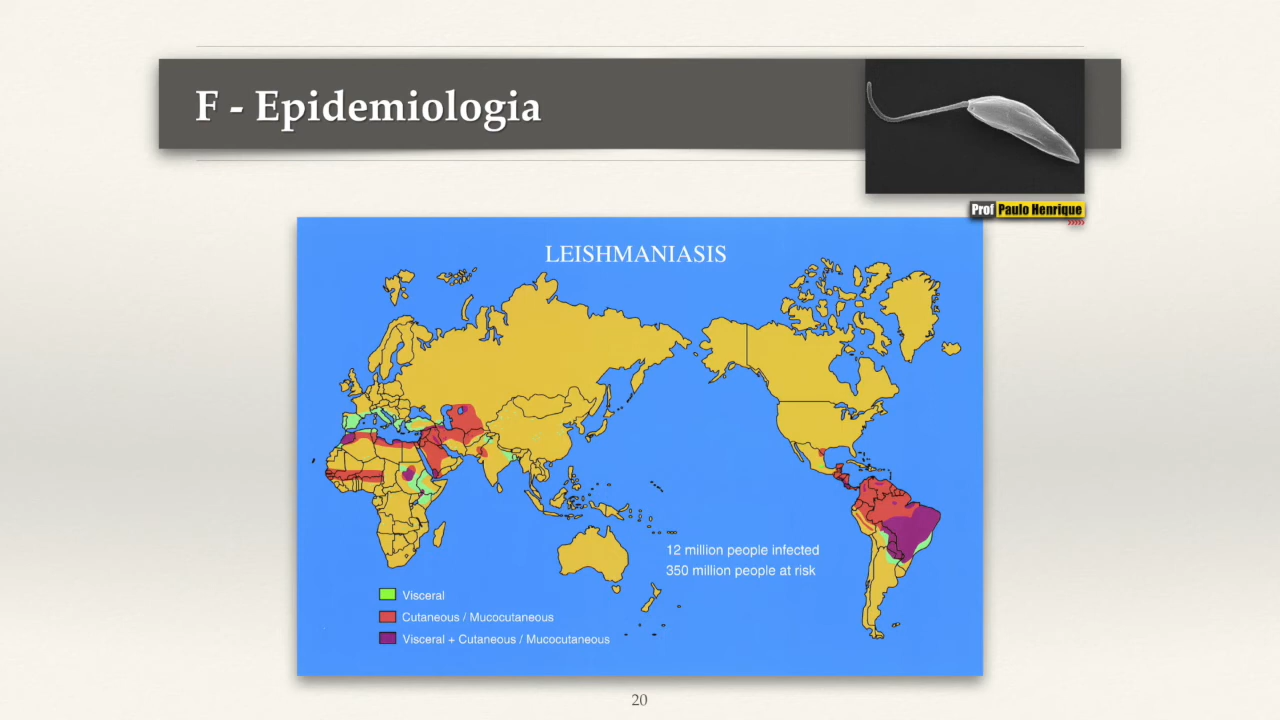 F - Epidemiologia
Prof Paulo Henrique
LEISHMANIASIS
12 million people infected
350 million people at risk
Visceral
Cutaneous / Mucocutaneous
Visceral + Cutaneous / Mucocutaneous
20